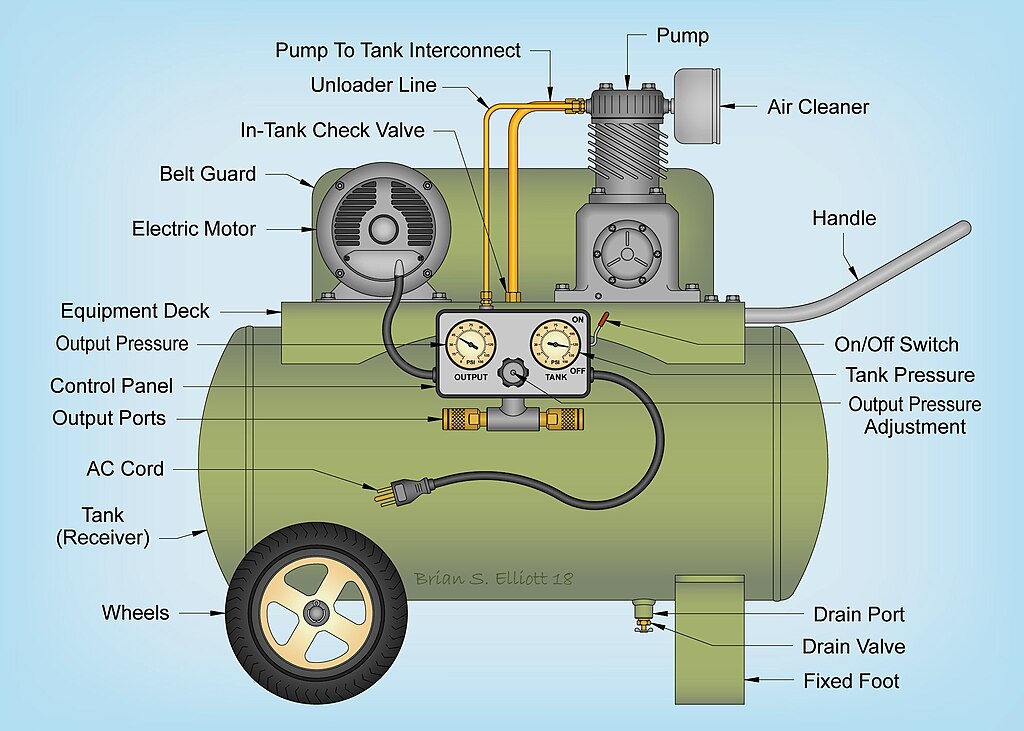 Pump
Pump To Tank Interconnect
Unloader Line
Air Cleaner
In-Tank Check Valve
Belt Guard
Handle
Electric Motor
Equipment Deck
Output Pressure
Control Panel
Output Ports
AC Cord
Tank
(Receiver)
Wheels
ON
PSI
PSI
OUTPUT
TANK
OFF
On/Off Switch
Tank Pressure
Output Pressure
Adjustment
Brian S. Elliott 18
Drain Port
Drain Valve
Fixed Foot